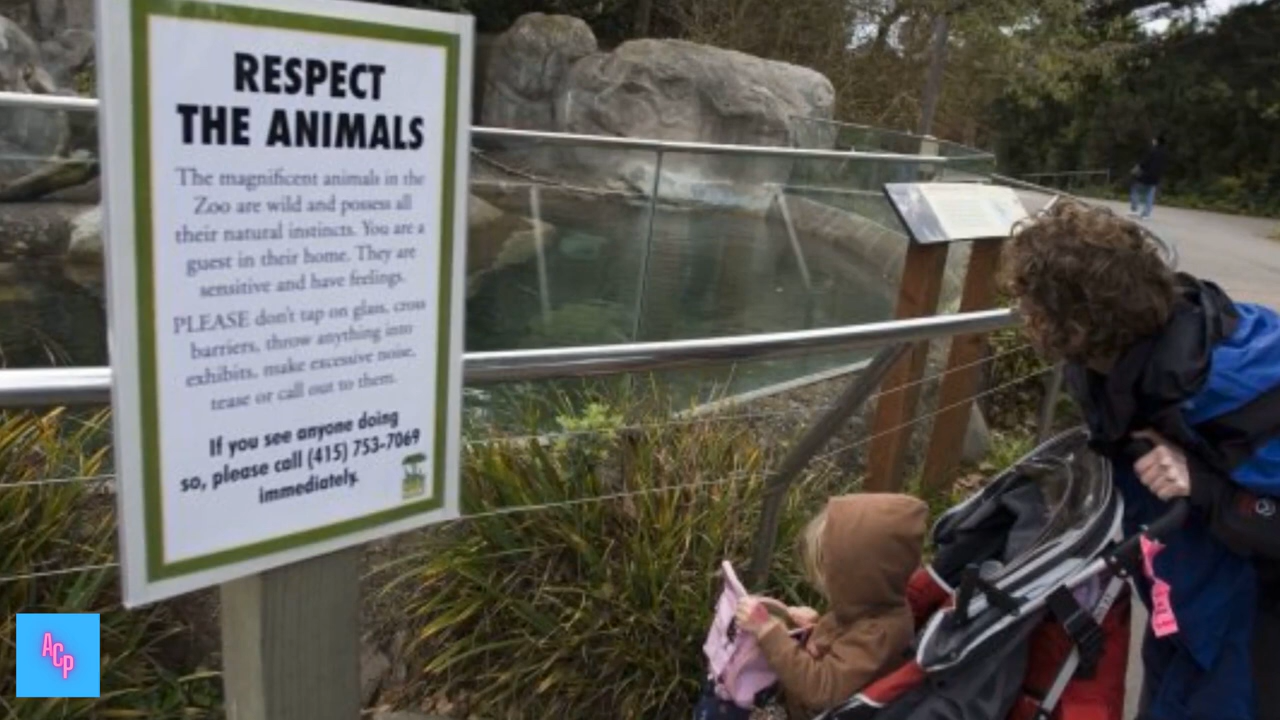 RESPECT
THE ANIMALS
The magnificent animals in the
Zoo are wild and possess all
their natural instincts. You are a
guest in their home. They are
sensitive and have feelings.
PLEASE don't tap on glass, cross
barriers, throw anything into
exhibits, make excessive noise,
tease or call out to them.
If you see anyone doing
so, please call (415) 753-7069
immediately.
ACP